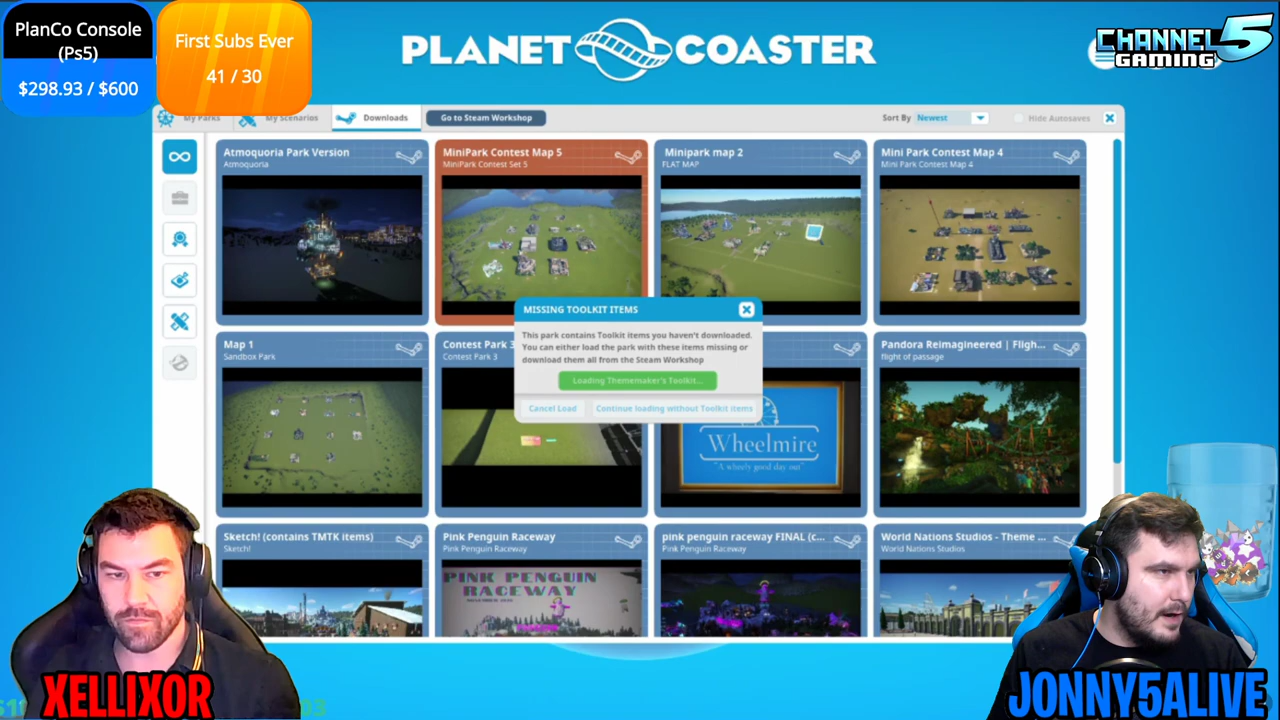 PlanCo Console
(Ps5)
$298.93 / $600
First Subs Ever
41 / 30
PLANET COASTER
CHANNEL 5
GAMING
My Parks
My Scenarios
Downloads
Go to Steam Workshop
Sort By
Newest
Hide Autosaves
Atmoquoria Park Version
Atmoquoria
MiniPark Contest Map 5
MiniPark Contest Set 5
Minipark map 2
FLAT MAP
Mini Park Contest Map 4
Mini Park Contest Map 4
MISSING TOOLKIT ITEMS
This park contains Toolkit items you haven't downloaded.
You can either load the park with these items missing or
download them all from the Steam Workshop
Loading Thememaker's Toolkit...
Cancel Load
Continue loading without Toolkit items
Map 1
Sandbox Park
Contest Park 3
Contest Park 3
Wheelmire
"A wheely good day out"
Pandora Reimagineered | Fligh...
flight of passage
Sketch! (contains TMTK items)
Sketch!
Pink Penguin Raceway
Pink Penguin Raceway
PINK PENGUIN
RACEWAY
pink penguin raceway FINAL (c...
Pink Penguin Raceway
World Nations Studios - Theme ...
World Nations Studios
XELLIXOR
JONNY5ALIVE